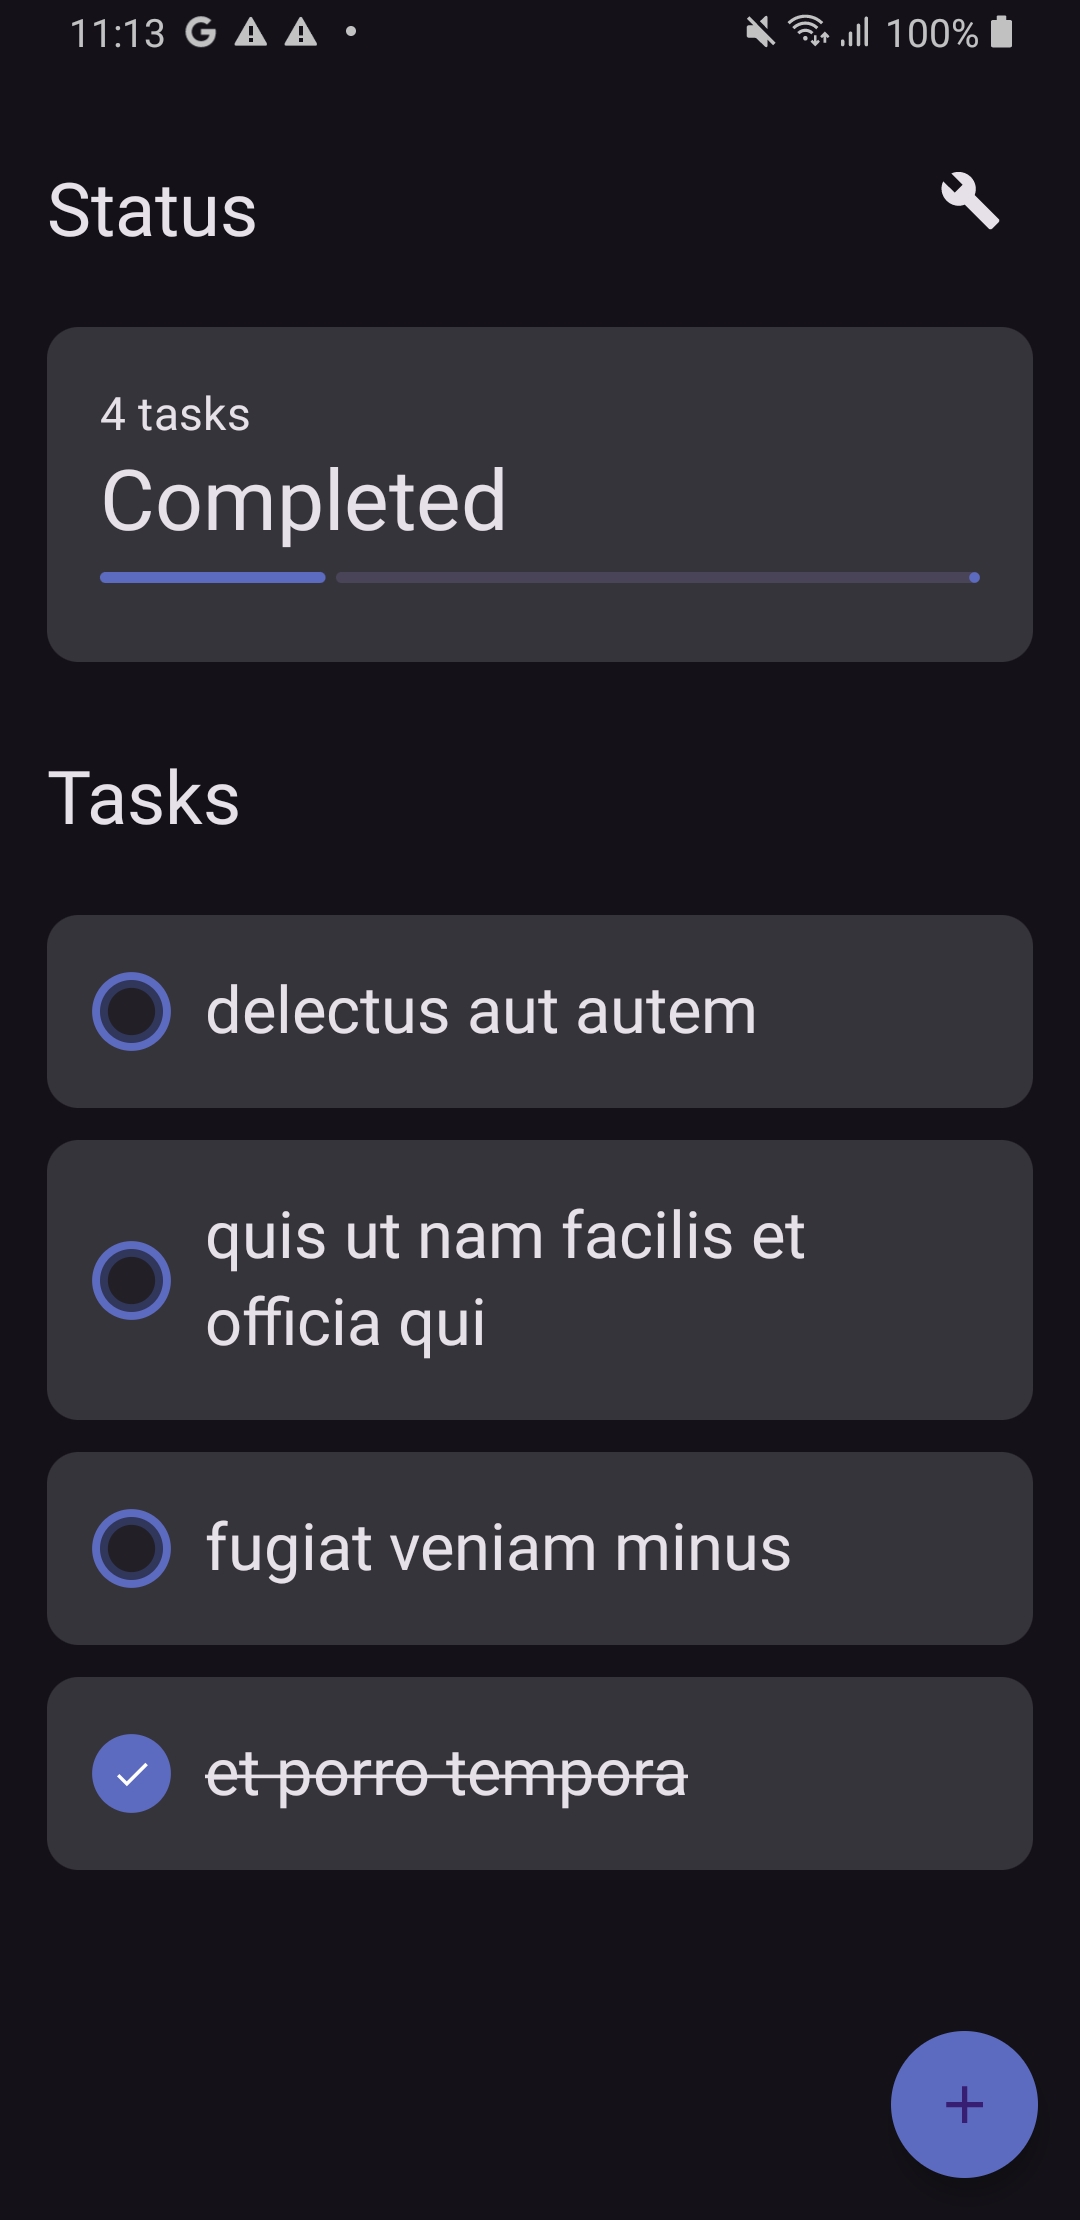 11:13
100%
Status
4 tasks
Completed
Tasks
delectus aut autem
quis ut nam facilis et
officia qui
fugiat veniam minus
et porro tempora